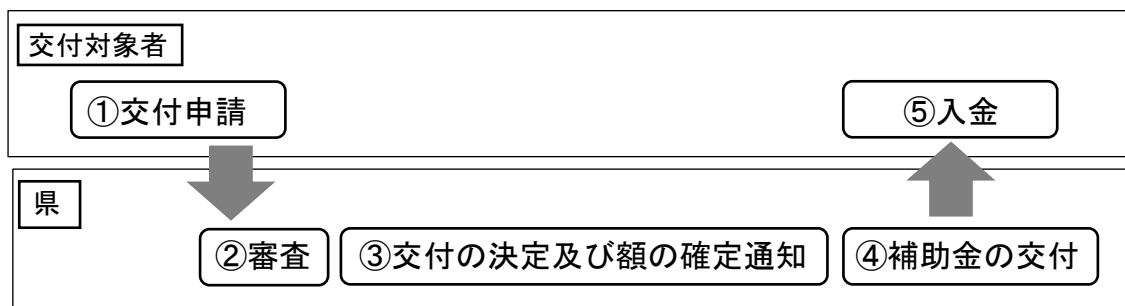 交付対象者
①交付申請
⑤入金
県
②審査
③交付の決定及び額の確定通知
④補助金の交付